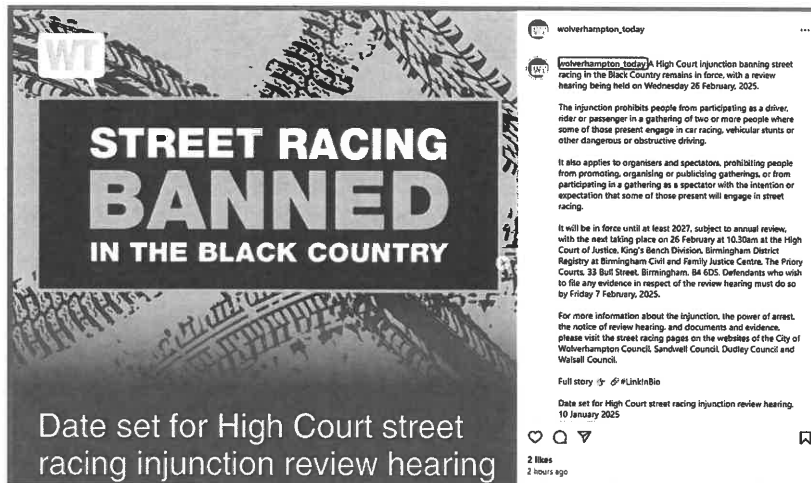 WT
STREET RACING
BANNED
IN THE BLACK COUNTRY
Date set for High Court street
racing injunction review hearing
wolverhampton_today
wolverhampton_today A High Court injunction banning street
racing in the Black Country remains in force, with a review
hearing being held on Wednesday 26 February, 2025.
The injunction prohibits people from participating as a driver,
rider or passenger in a gathering of two or more people where
some of those present engage in car racing, vehicular stunts or
other dangerous or obstructive driving.
It also applies to organisers and spectators, prohibiting people
from promoting, organising or publicising gatherings, or from
participating in a gathering as a spectator with the intention or
expectation that some of those present will engage in street
racing.
It will be in force until at least 2027, subject to annual review,
with the next taking place on 26 February at 10.30am at the High
Court of Justice, King's Bench Division, Birmingham District
Registry at Birmingham Civil and Family Justice Centre, The Priory
Courts, 33 Bull Street, Birmingham, B4 6DS. Defendants who wish
to file any evidence in respect of the review hearing must do so
by Friday 7 February, 2025.
For more information about the injunction, the power of arrest,
the notice of review hearing, and documents and evidence,
please visit the street racing pages on the websites of the City of
Wolverhampton Council, Sandwell Council, Dudley Council and
Walsall Council.
Full story 👉 🔗 #LinkInBio
Date set for High Court street racing injunction review hearing.
10 January 2025
2 likes
2 hours ago